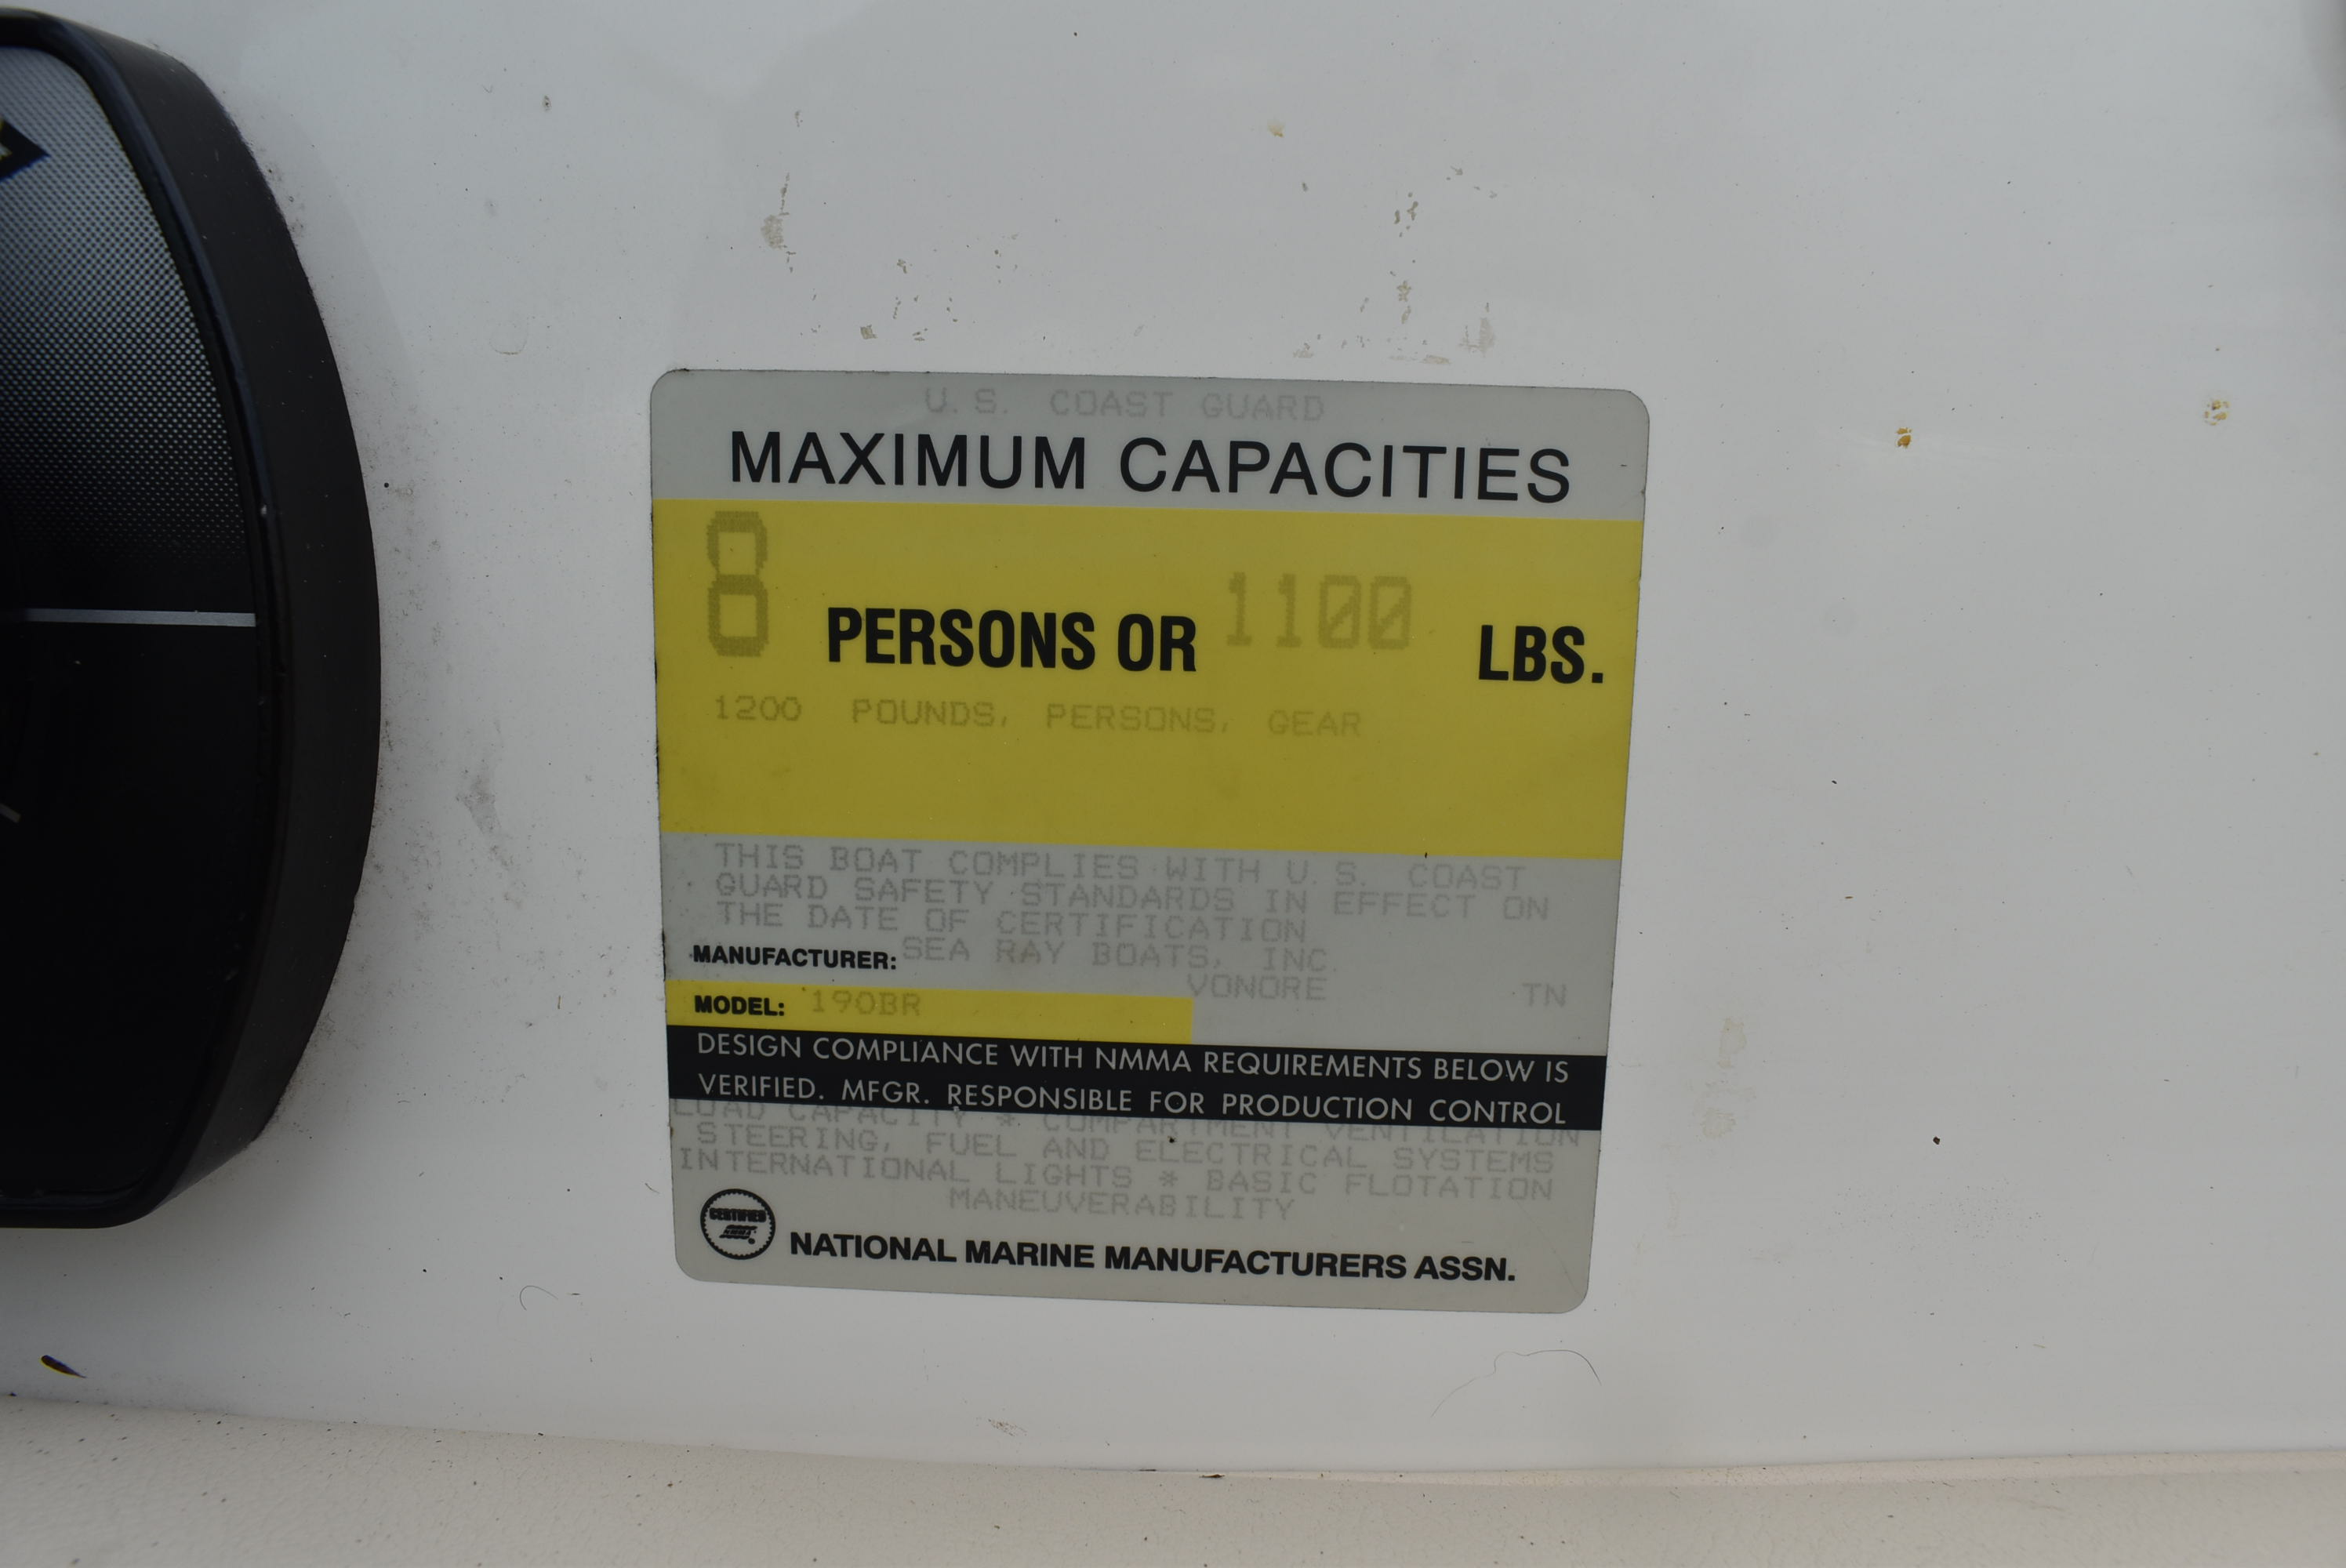 U.S. COAST GUARD
MAXIMUM CAPACITIES
8 PERSONS OR 1100 LBS.
1200 POUNDS, PERSONS, GEAR
THIS BOAT COMPLIES WITH U.S. COAST
GUARD SAFETY STANDARDS IN EFFECT ON
THE DATE OF CERTIFICATION
MANUFACTURER: SEA RAY BOATS, INC.
VONORE TN
MODEL: 190BR
DESIGN COMPLIANCE WITH NMMA REQUIREMENTS BELOW IS
VERIFIED. MFGR. RESPONSIBLE FOR PRODUCTION CONTROL
LOAD CAPACITY * COMPARTMENT VENTILATION
STEERING, FUEL AND ELECTRICAL SYSTEMS
INTERNATIONAL LIGHTS * BASIC FLOTATION
MANEUVERABILITY
CERTIFIED
NATIONAL MARINE MANUFACTURERS ASSN.